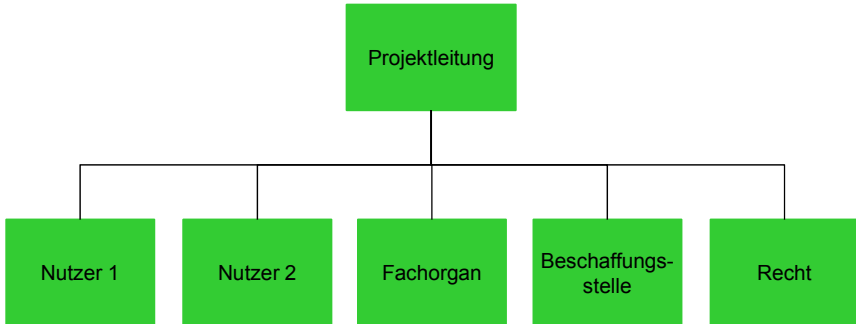 Projektleitung
Nutzer 1
Nutzer 2
Fachorgan
Beschaffungs-
stelle
Recht